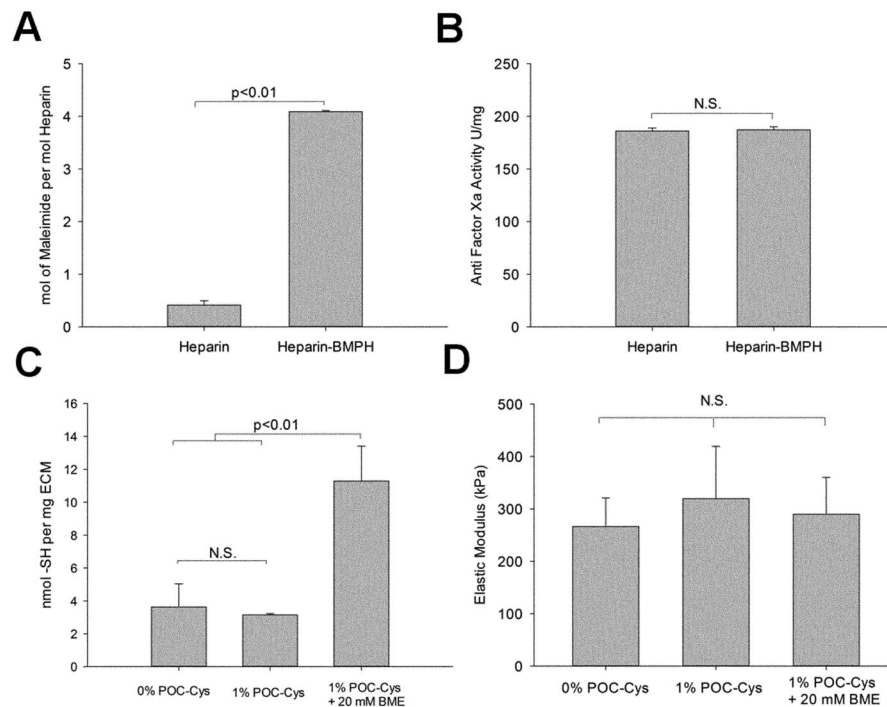 A
mol of Maleimide per mol Heparin
5
4
3
2
1
0
p<0.01
Heparin
Heparin-BMPH
B
Anti Factor Xa Activity U/mg
250
200
150
100
50
0
N.S.
Heparin
Heparin-BMPH
C
nmol -SH per mg ECM
16
14
12
10
8
6
4
2
0
p<0.01
N.S.
0% POC-Cys
1% POC-Cys
1% POC-Cys
+ 20 mM BME
D
Elastic Modulus (kPa)
500
400
300
200
100
0
N.S.
0% POC-Cys
1% POC-Cys
1% POC-Cys
+ 20 mM BME